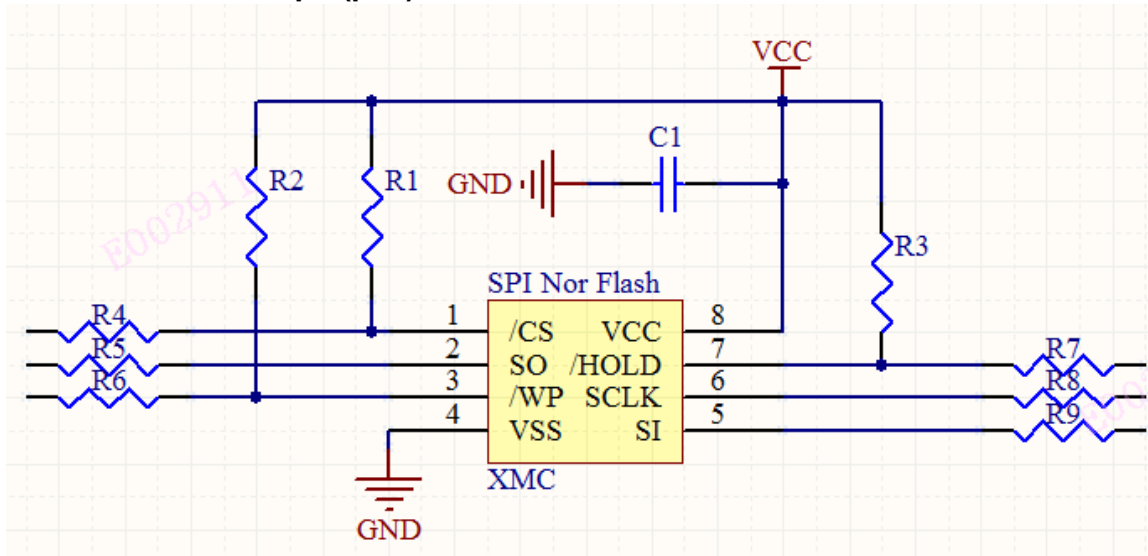 VCC
C1
R2
R1
GND
R3
E0029911
SPI Nor Flash
R4
1
/CS
VCC
8
R5
2
SO
/HOLD
7
R7
R6
3
/WP
SCLK
6
R8
4
VSS
SI
5
R9
XMC
GND